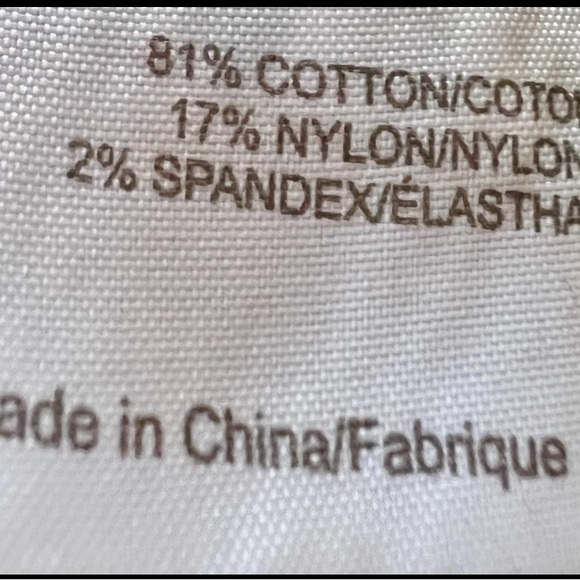 81% COTTON/COTO
17% NYLON/NYLON
2% SPANDEX/ÉLASTHA
ade in China/Fabrique